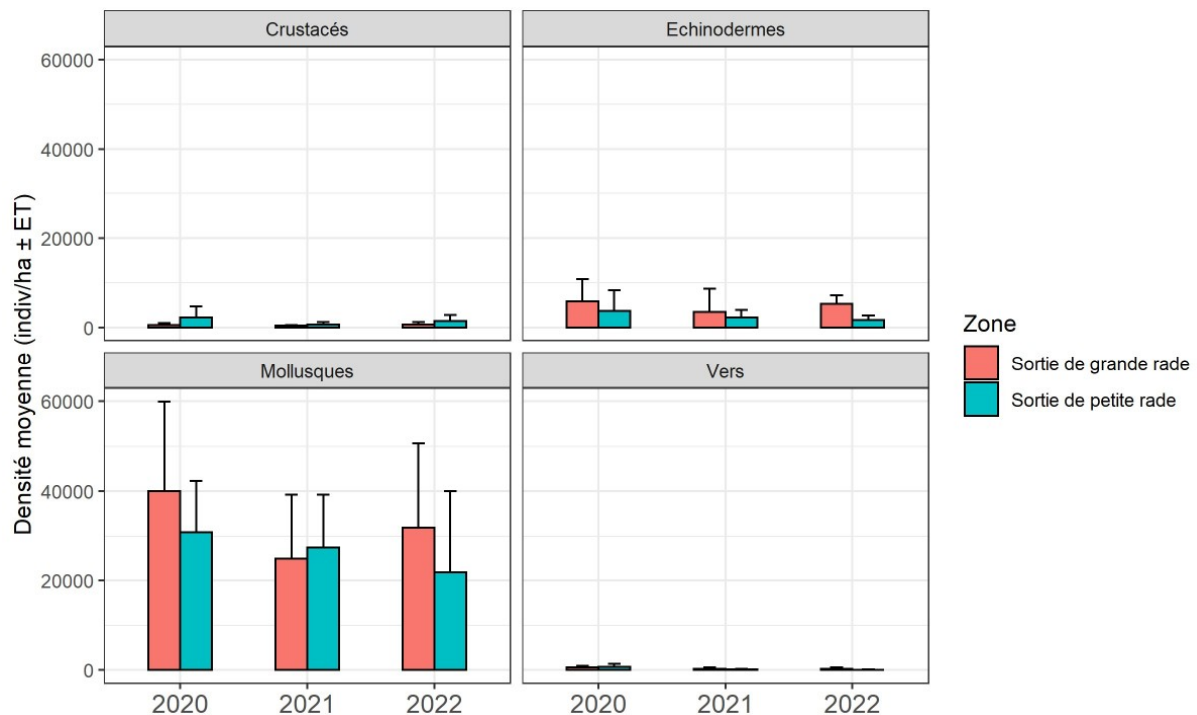 Crustacés
Echinodermes
60000
40000
20000
0
Mollusques
Vers
60000
40000
20000
0
2020
2021
2022
2020
2021
2022
Densité moyenne (indiv/ha ± ET)
Zone
Sortie de grande rade
Sortie de petite rade